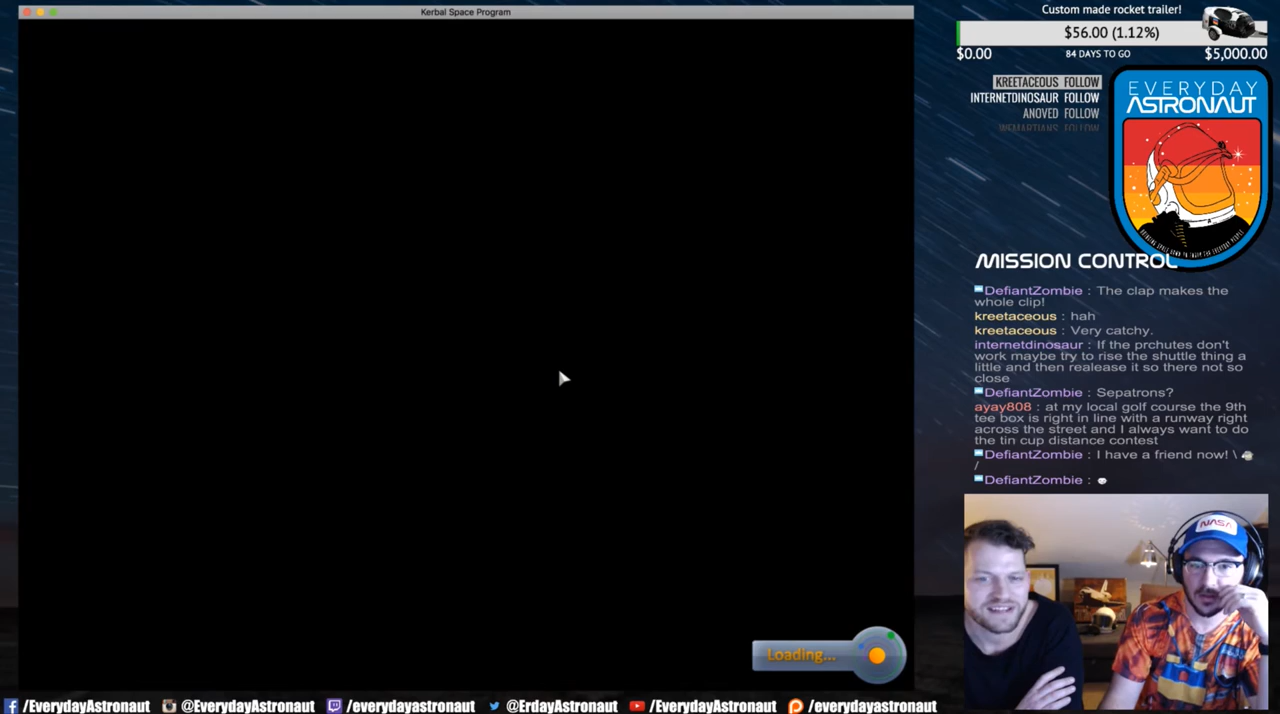 Kerbal Space Program
Custom made rocket trailer!
$56.00 (1.12%)
$0.00
84 DAYS TO GO
$5,000.00
KREETACEOUS FOLLOW
INTERNETDINOSAUR FOLLOW
ANOVED FOLLOW
WEMARTIANS FOLLOW
EVERYDAY
ASTRONAUT
MISSION CONTROL
DefiantZombie : The clap makes the
whole clip!
kreetaceous : hah
kreetaceous : Very catchy.
internetdinosaur : If the prchutes don't
work maybe try to rise the shuttle thing a
little and then realease it so there not so
close
DefiantZombie : Sepatrons?
ayay808 : at my local golf course the 9th
tee box is right in line with a runway right
across the street and I always want to do
the tin cup distance contest
DefiantZombie : I have a friend now! \
/
DefiantZombie :
NASA
Loading...
/EverydayAstronaut @EverydayAstronaut /everydayastronaut @ErdayAstronaut /EverydayAstronaut /everydayastronaut